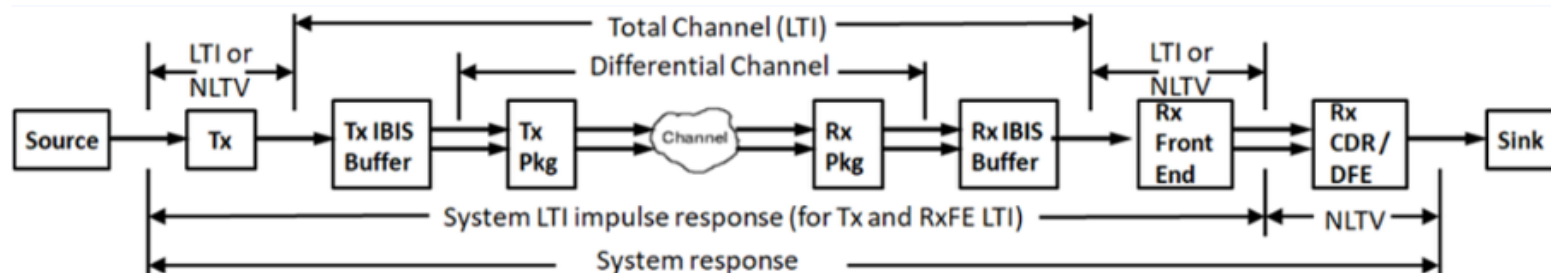 Total Channel (LTI)
LTI or
NLTV
Differential Channel
LTI or
NLTV
Source
Tx
Tx IBIS
Buffer
Tx
Pkg
Channel
Rx
Pkg
Rx IBIS
Buffer
Rx
Front
End
Rx
CDR /
DFE
Sink
System LTI impulse response (for Tx and RxFE LTI)
NLTV
System response